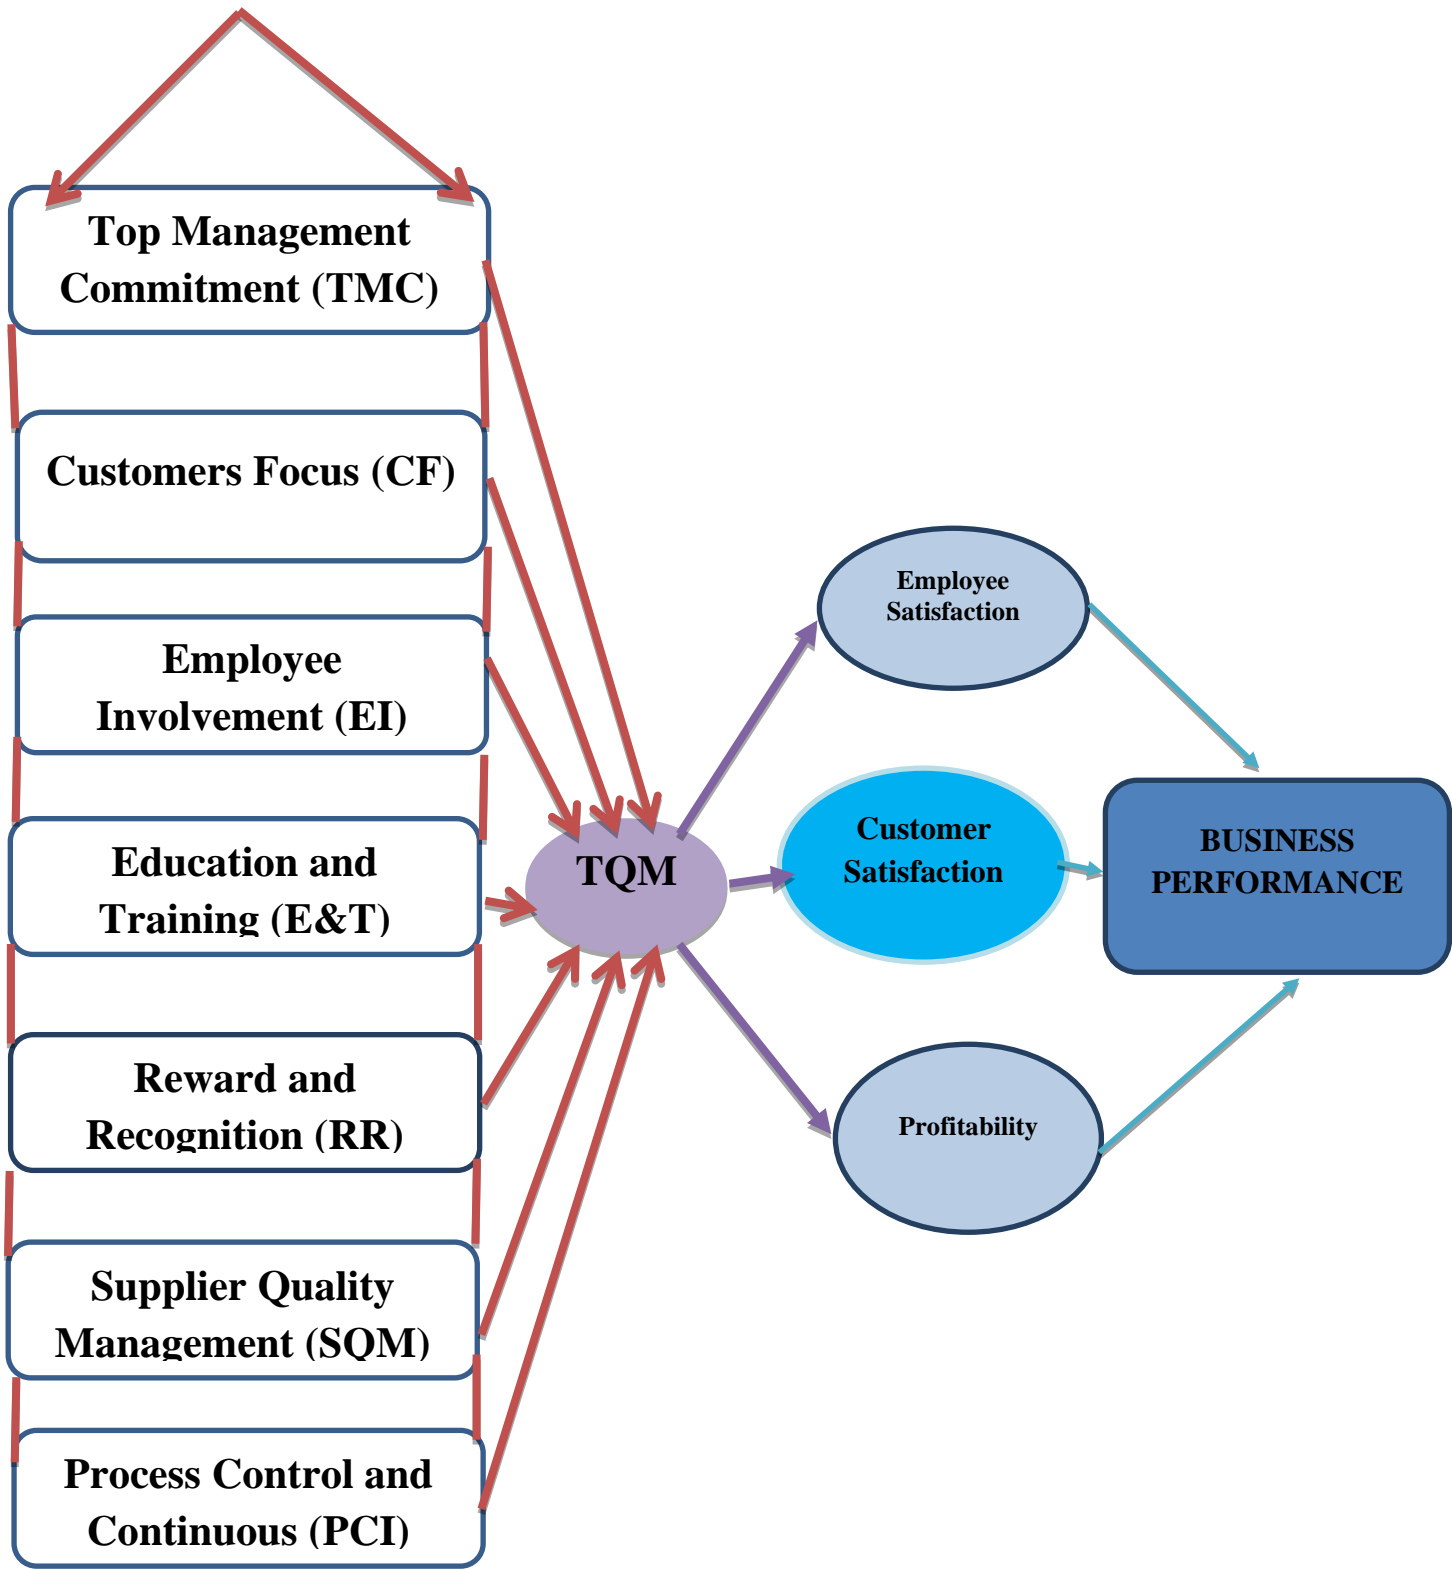 Top Management
Commitment (TMC)
Customers Focus (CF)
Employee
Involvement (EI)
Education and
Training (E&T)
Reward and
Recognition (RR)
Supplier Quality
Management (SQM)
Process Control and
Continuous (PCI)
TQM
Employee
Satisfaction
Customer
Satisfaction
Profitability
BUSINESS
PERFORMANCE